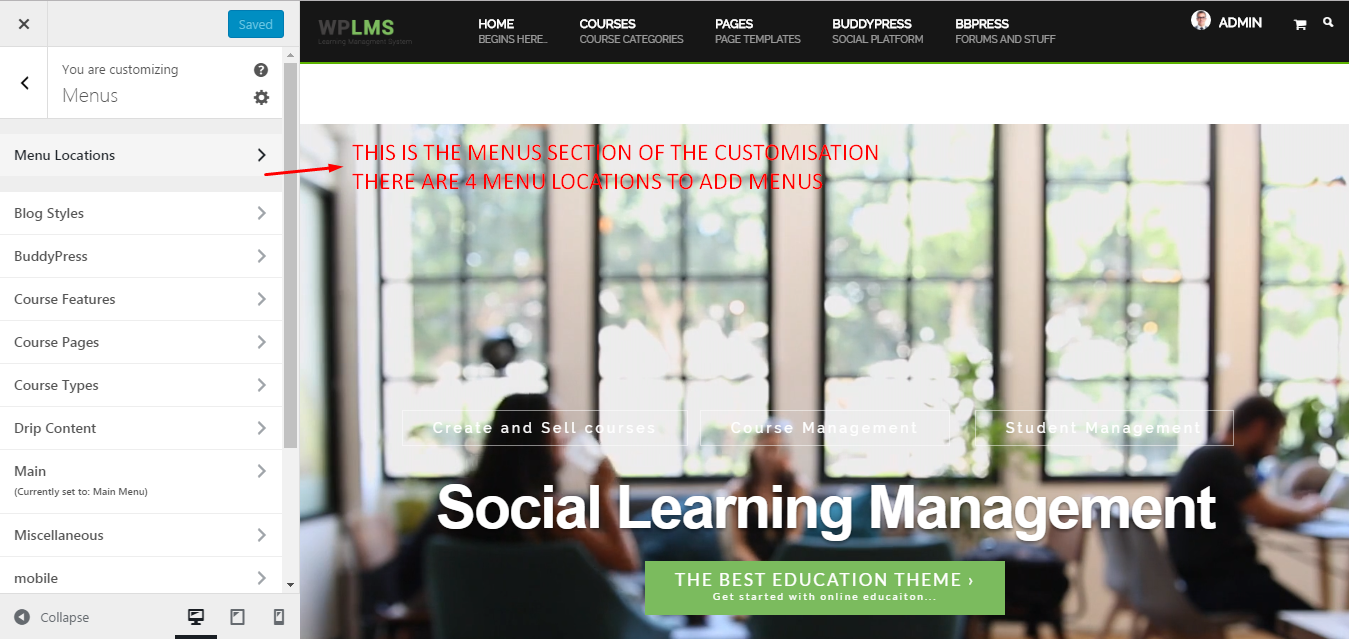 Saved
You are customizing
Menus
Menu Locations
Blog Styles
BuddyPress
Course Features
Course Pages
Course Types
Drip Content
Main
(Currently set to: Main Menu)
Miscellaneous
mobile
Collapse
WPLMS
Learning Managment System
HOME
BEGINS HERE..
COURSES
COURSE CATEGORIES
PAGES
PAGE TEMPLATES
BUDDYPRESS
SOCIAL PLATFORM
BBPRESS
FORUMS AND STUFF
ADMIN
THIS IS THE MENUS SECTION OF THE CUSTOMISATION
THERE ARE 4 MENU LOCATIONS TO ADD MENUS
Create and Sell courses
Course Management
Student Management
Social Learning Management
THE BEST EDUCATION THEME ›
Get started with online educaiton...